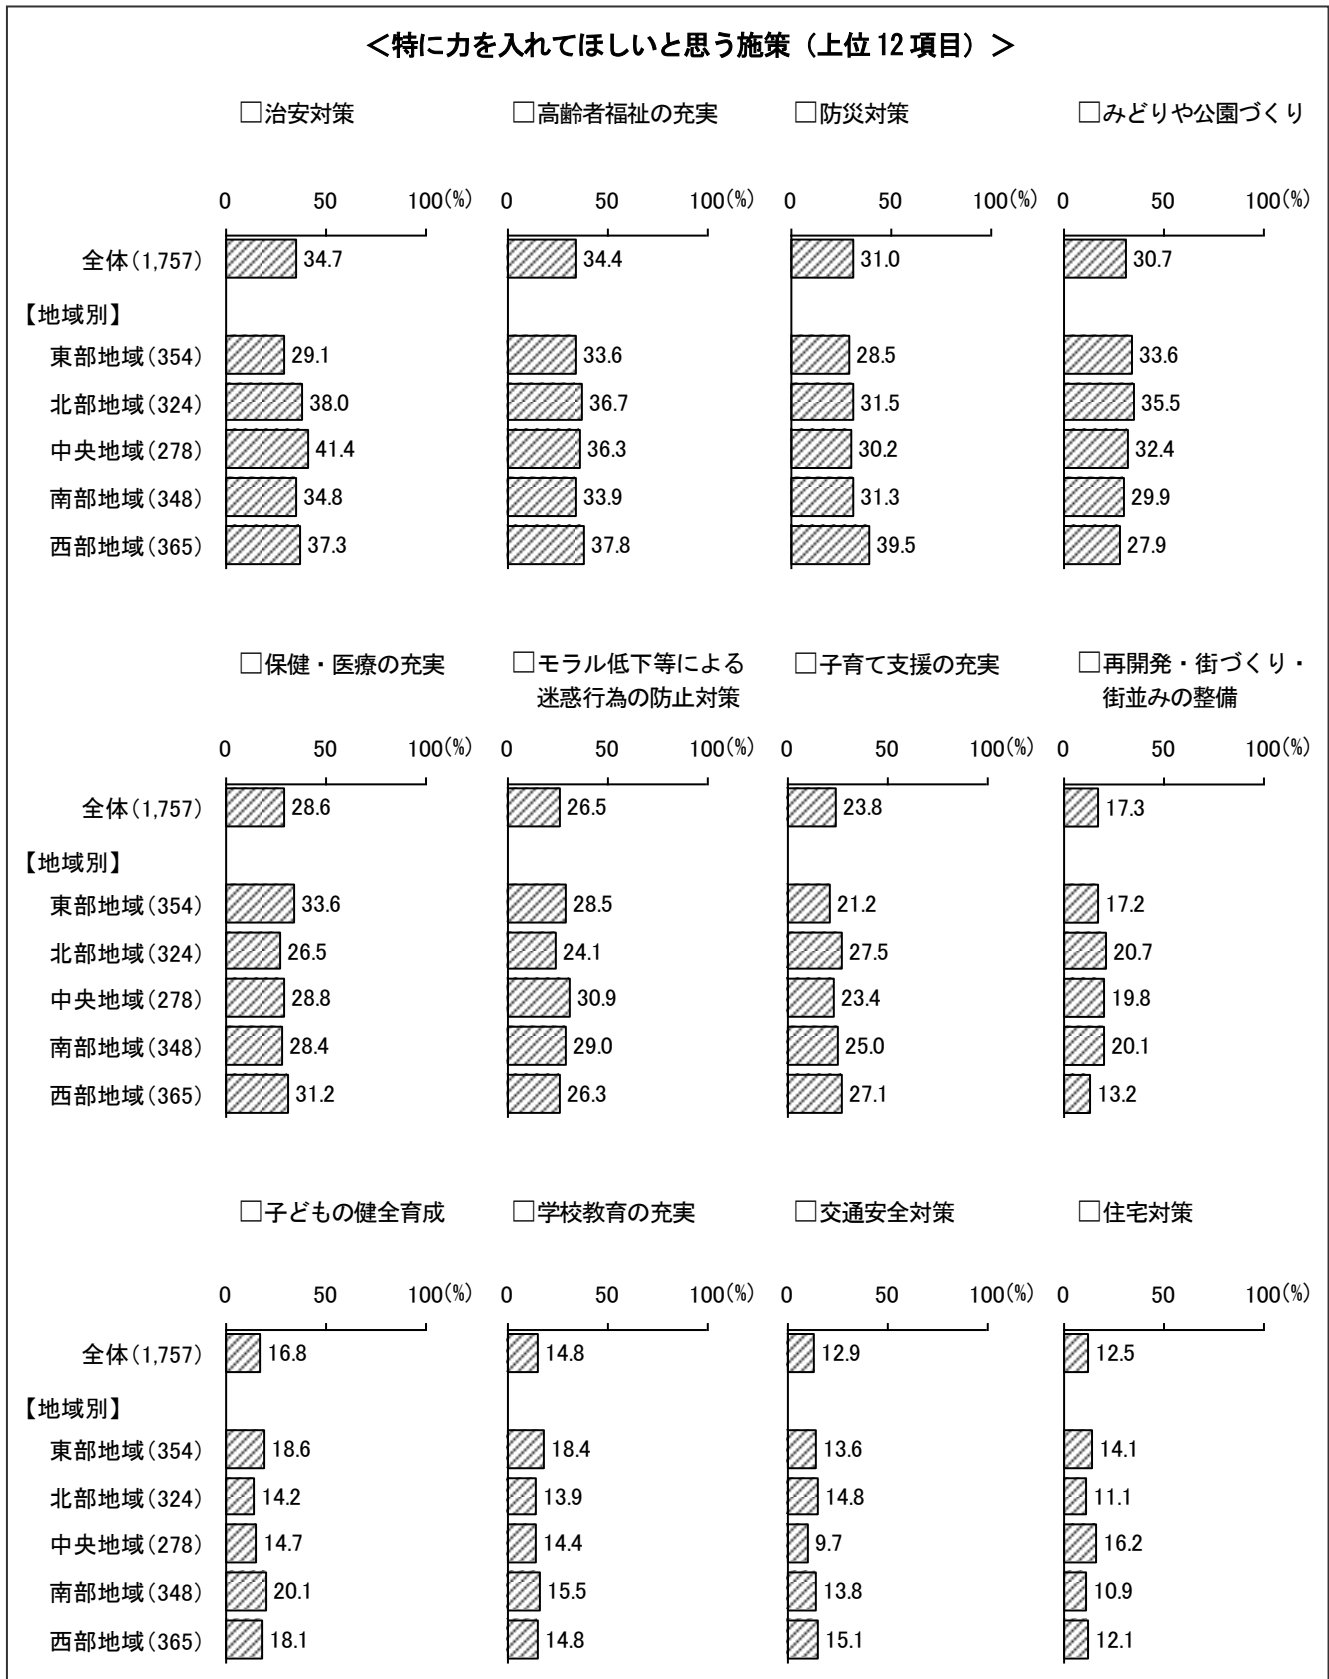 ＜特に力を入れてほしいと思う施策（上位12項目）＞
□治安対策 □高齢者福祉の充実 □防災対策 □みどりや公園づくり
0 50 100(%) 0 50 100(%) 0 50 100(%) 0 50 100(%)
全体(1,757) 34.7 34.4 31.0 30.7
【地域別】
東部地域(354) 29.1 33.6 28.5 33.6
北部地域(324) 38.0 36.7 31.5 35.5
中央地域(278) 41.4 36.3 30.2 32.4
南部地域(348) 34.8 33.9 31.3 29.9
西部地域(365) 37.3 37.8 39.5 27.9
□保健・医療の充実 □モラル低下等による □子育て支援の充実 □再開発・街づくり・
迷惑行為の防止対策 街並みの整備
0 50 100(%) 0 50 100(%) 0 50 100(%) 0 50 100(%)
全体(1,757) 28.6 26.5 23.8 17.3
【地域別】
東部地域(354) 33.6 28.5 21.2 17.2
北部地域(324) 26.5 24.1 27.5 20.7
中央地域(278) 28.8 30.9 23.4 19.8
南部地域(348) 28.4 29.0 25.0 20.1
西部地域(365) 31.2 26.3 27.1 13.2
□子どもの健全育成 □学校教育の充実 □交通安全対策 □住宅対策
0 50 100(%) 0 50 100(%) 0 50 100(%) 0 50 100(%)
全体(1,757) 16.8 14.8 12.9 12.5
【地域別】
東部地域(354) 18.6 18.4 13.6 14.1
北部地域(324) 14.2 13.9 14.8 11.1
中央地域(278) 14.7 14.4 9.7 16.2
南部地域(348) 20.1 15.5 13.8 10.9
西部地域(365) 18.1 14.8 15.1 12.1